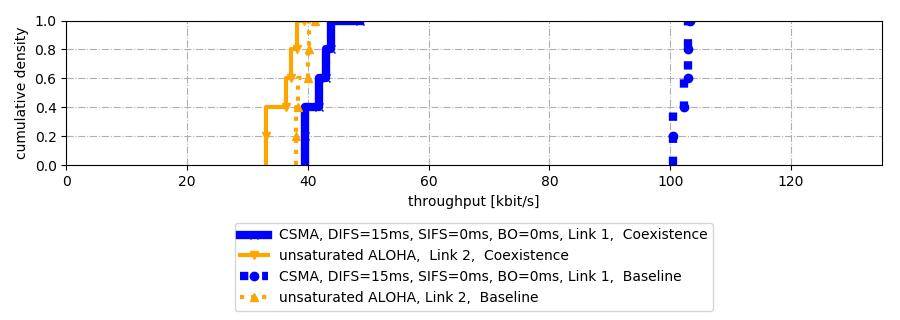 1.0
0.8
0.6
0.4
0.2
0.0
cumulative density
0 20 40 60 80 100 120
throughput [kbit/s]
CSMA, DIFS=15ms, SIFS=0ms, BO=0ms, Link 1,  Coexistence
unsaturated ALOHA,  Link 2,  Coexistence
CSMA, DIFS=15ms, SIFS=0ms, BO=0ms, Link 1,  Baseline
unsaturated ALOHA, Link 2,  Baseline